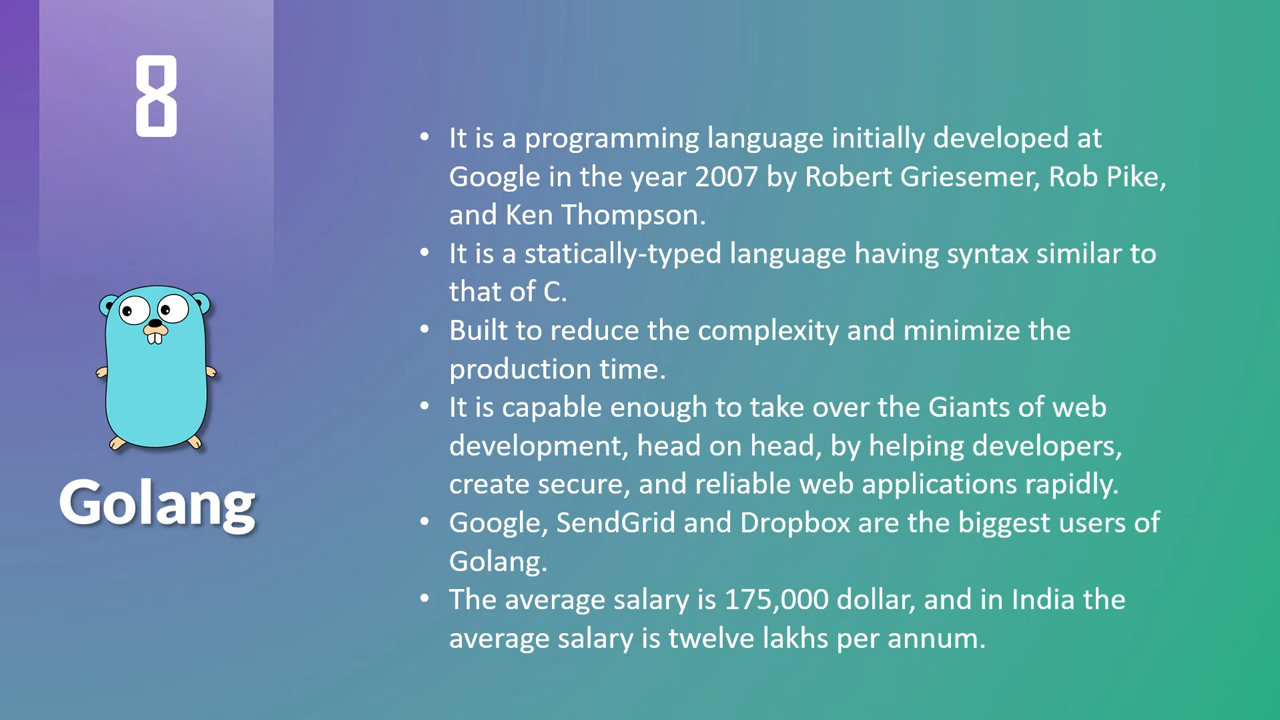 8
Golang
• It is a programming language initially developed at
Google in the year 2007 by Robert Griesemer, Rob Pike,
and Ken Thompson.
• It is a statically-typed language having syntax similar to
that of C.
• Built to reduce the complexity and minimize the
production time.
• It is capable enough to take over the Giants of web
development, head on head, by helping developers,
create secure, and reliable web applications rapidly.
• Google, SendGrid and Dropbox are the biggest users of
Golang.
• The average salary is 175,000 dollar, and in India the
average salary is twelve lakhs per annum.